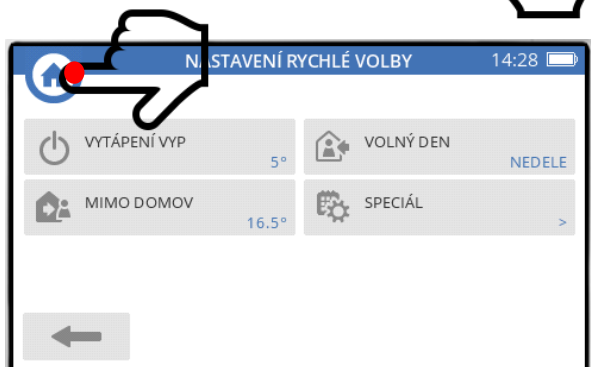 NASTAVENÍ RYCHLÉ VOLBY 14:28
VYTÁPENÍ VYP
5°
VOLNÝ DEN
NEDELE
MIMO DOMOV
16.5°
SPECIÁL
>